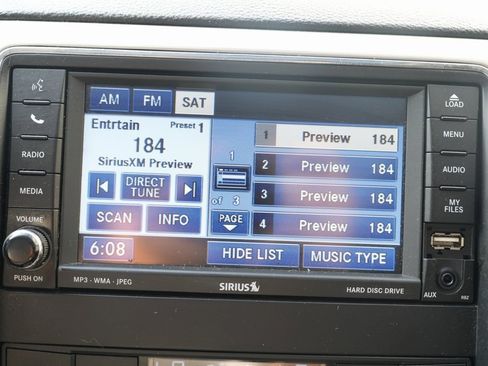 AM FM SAT
LOAD
Entrtain Preset 1
1 Preview 184
MENU
184
SiriusXM Preview
1
2 Preview 184
RADIO
AUDIO
DIRECT TUNE
3 Preview 184
MEDIA
of 3
MY FILES
SCAN INFO PAGE
4 Preview 184
VOLUME
6:08 HIDE LIST MUSIC TYPE
PUSH ON
MP3 · WMA · JPEG
SIRIUS
HARD DISC DRIVE
AUX
RBZ